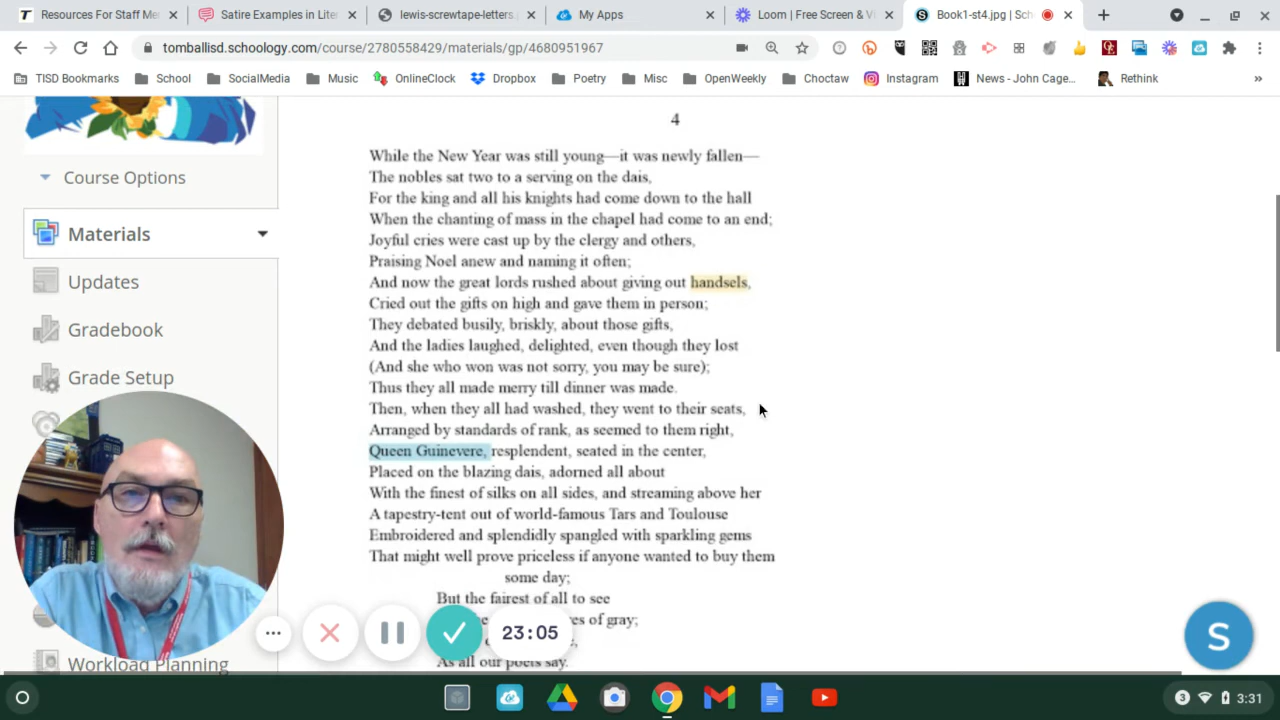 Resources For Staff Me
Satire Examples in Lite
lewis-screwtape-letters.
My Apps
Loom | Free Screen & V
Book1-st4.jpg | Sch
tomballisd.schoology.com/course/2780558429/materials/gp/4680951967
TISD Bookmarks School SocialMedia Music OnlineClock Dropbox Poetry Misc OpenWeekly Choctaw Instagram News - John Cage... Rethink »
Course Options
Materials
Updates
Gradebook
Grade Setup
Workload Planning
4
While the New Year was still young—it was newly fallen—
The nobles sat two to a serving on the dais,
For the king and all his knights had come down to the hall
When the chanting of mass in the chapel had come to an end;
Joyful cries were cast up by the clergy and others,
Praising Noel anew and naming it often;
And now the great lords rushed about giving out handsels,
Cried out the gifts on high and gave them in person;
They debated busily, briskly, about those gifts,
And the ladies laughed, delighted, even though they lost
(And she who won was not sorry, you may be sure);
Thus they all made merry till dinner was made.
Then, when they all had washed, they went to their seats,
Arranged by standards of rank, as seemed to them right,
Queen Guinevere, resplendent, seated in the center,
Placed on the blazing dais, adorned all about
With the finest of silks on all sides, and streaming above her
A tapestry-tent out of world-famous Tars and Toulouse
Embroidered and splendidly spangled with sparkling gems
That might well prove priceless if anyone wanted to buy them
some day;
But the fairest of all to see
of gray;
As all our poets say.
23:05
S
3 3:31